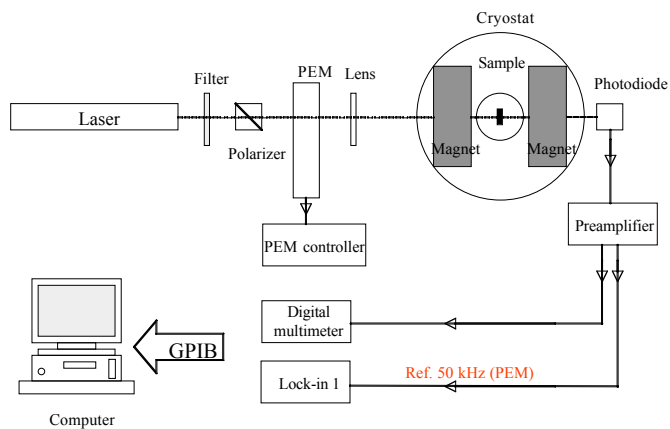 Cryostat
PEM
Lens
Sample
Filter
Photodiode
Laser
Polarizer
Magnet
Magnet
Preamplifier
PEM controller
Digital
multimeter
GPIB
Ref. 50 kHz (PEM)
Lock-in 1
Computer